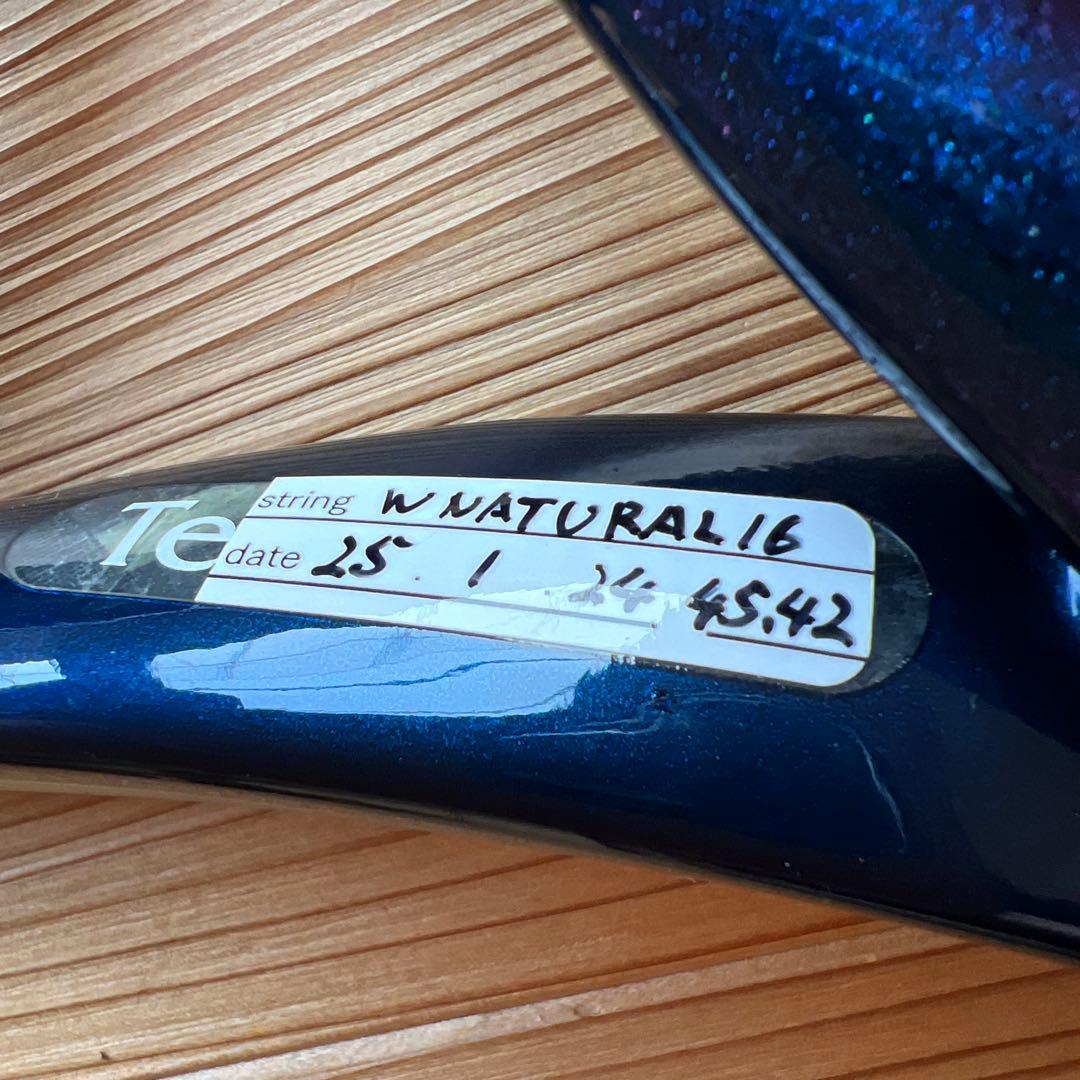 Te
string W NATURAL 16
date 25. 1 24 45.42